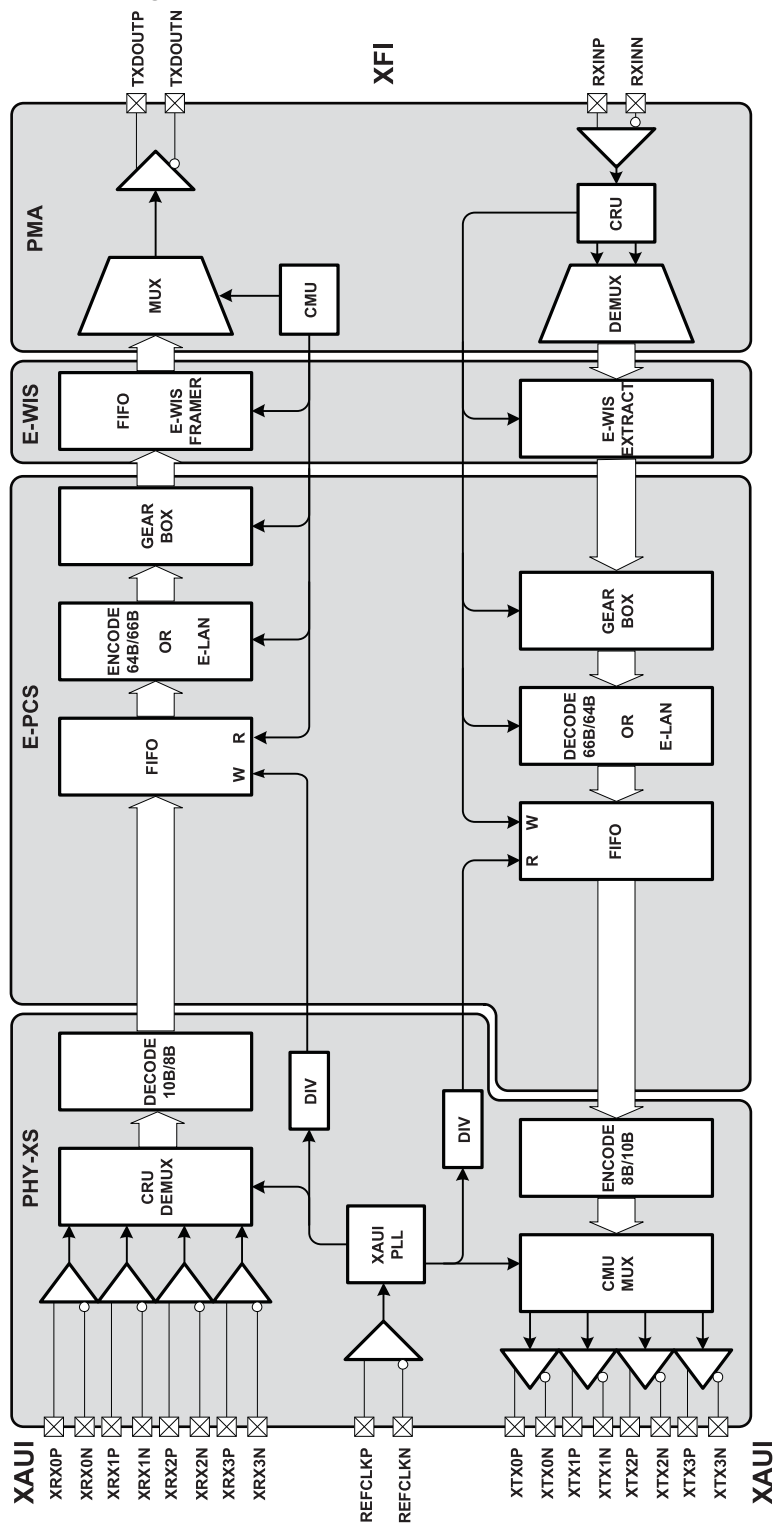 XAUI
XRX0P
XRX0N
XRX1P
XRX1N
XRX2P
XRX2N
XRX3P
XRX3N
REFCLKP
REFCLKN
XTX0P
XTX0N
XTX1P
XTX1N
XTX2P
XTX2N
XTX3P
XTX3N
XAUI
PHY-XS
CRU
DEMUX
DECODE
10B/8B
XAUI
PLL
DIV
DIV
CMU
MUX
ENCODE
8B/10B
E-PCS
FIFO
W
R
ENCODE
64B/66B
OR
E-LAN
GEAR
BOX
R
W
FIFO
DECODE
66B/64B
OR
E-LAN
GEAR
BOX
E-WIS
FIFO
E-WIS
FRAMER
E-WIS
EXTRACT
PMA
MUX
CMU
DEMUX
CRU
TXDOUTP
TXDOUTN
XFI
RXINP
RXINN